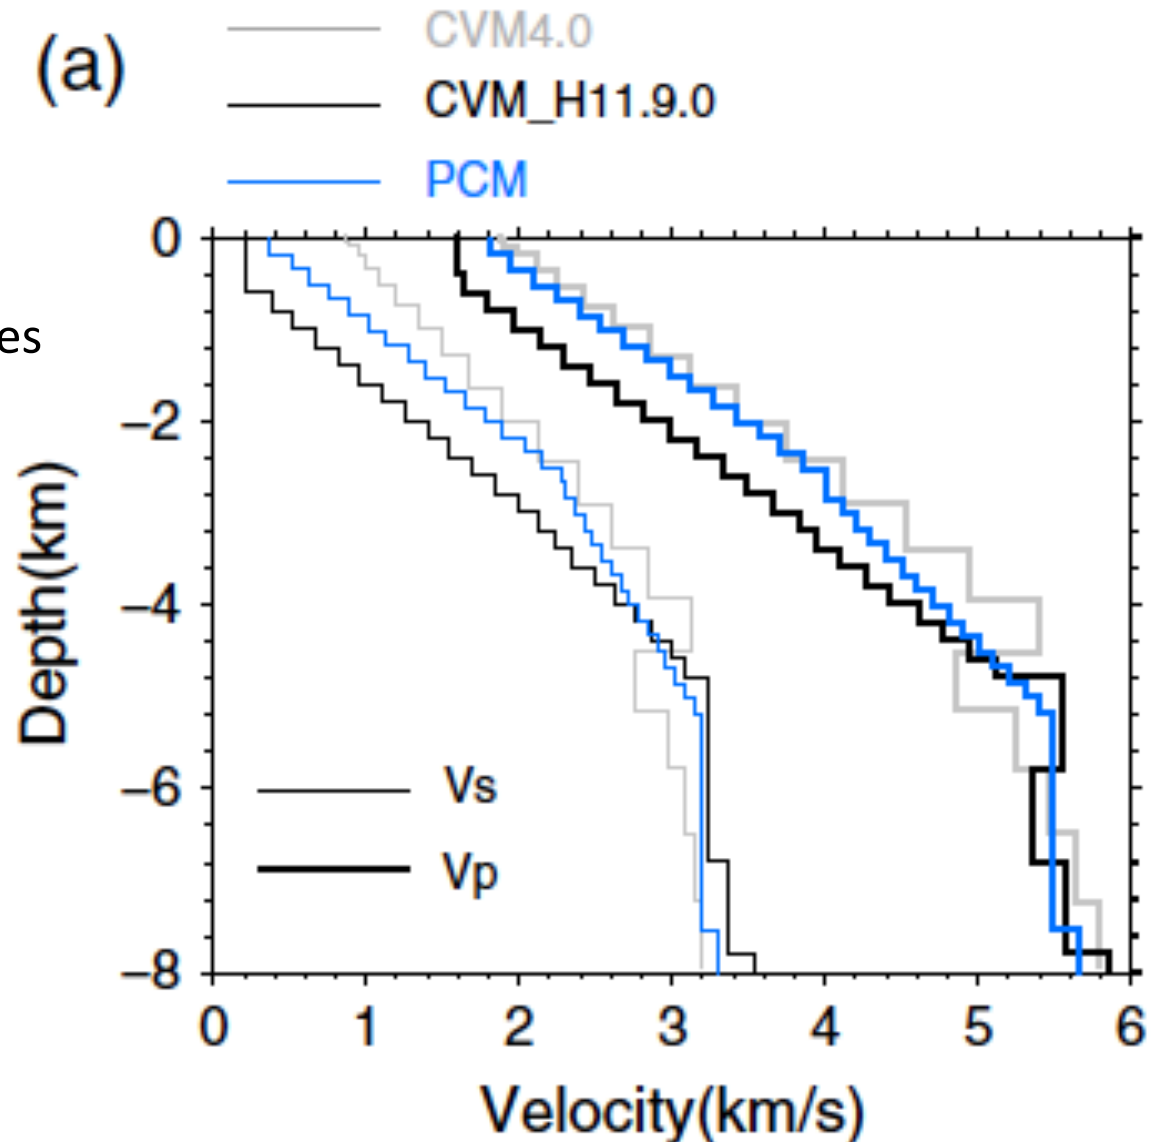 (a)
CVM4.0
CVM_H11.9.0
PCM
es
0
−2
−4
−6
−8
Depth(km)
Vs
Vp
0 1 2 3 4 5 6
Velocity(km/s)